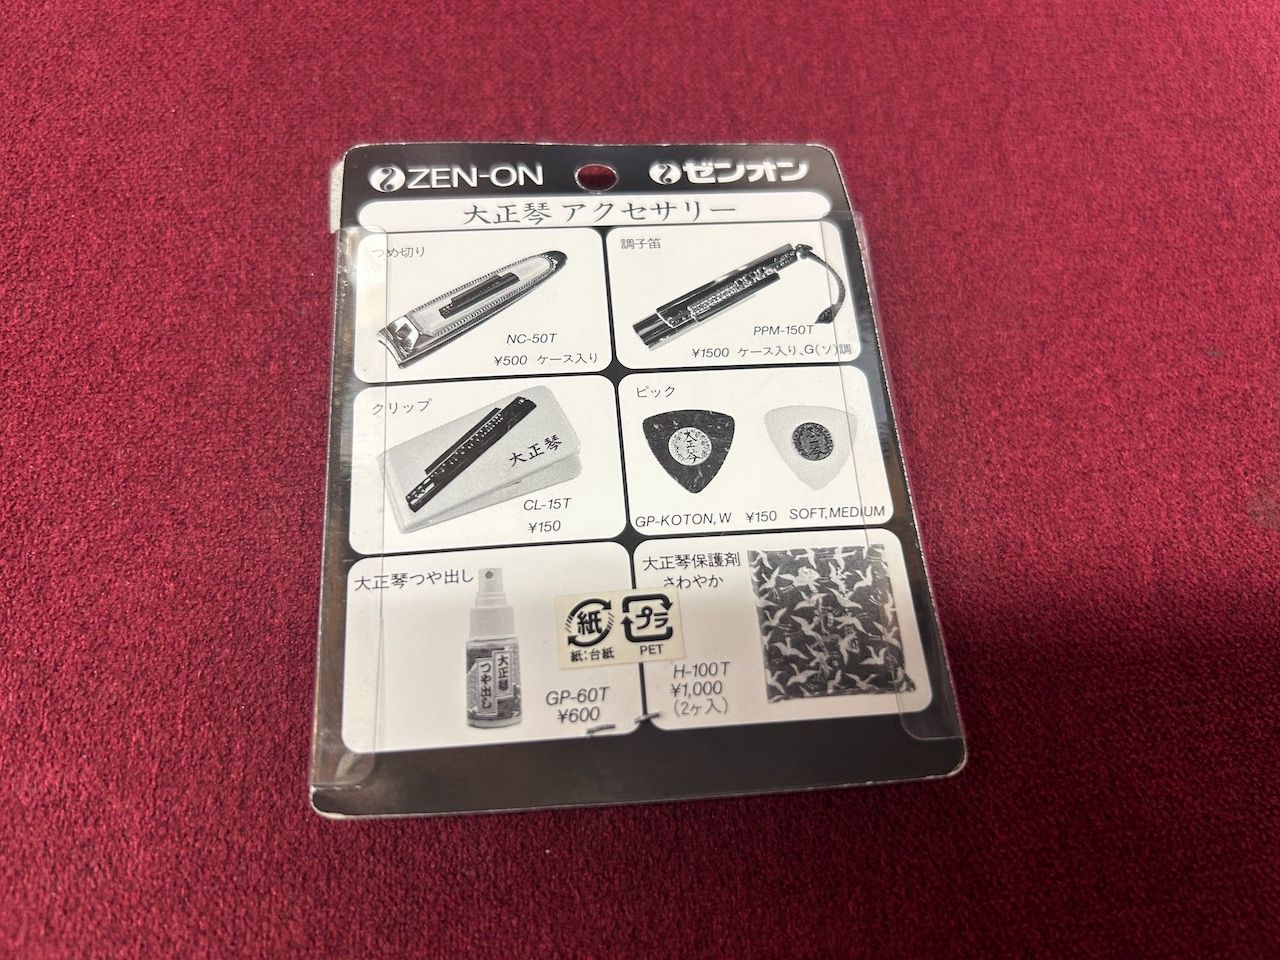 ZEN-ON ゼンオン
大正琴 アクセサリー
つめ切り
NC-50T
¥500 ケース入り
調子笛
PPM-150T
¥1500 ケース入り、G(ソ)調
クリップ
大正琴
CL-15T
¥150
ピック
大正琴
GP-KOTON,W ¥150 SOFT,MEDIUM
大正琴つや出し
大正琴
つや出し
GP-60T
¥600
大正琴保護剤
さわやか
H-100T
¥1,000
(2ヶ入)
紙 プラ
紙:台紙 PET